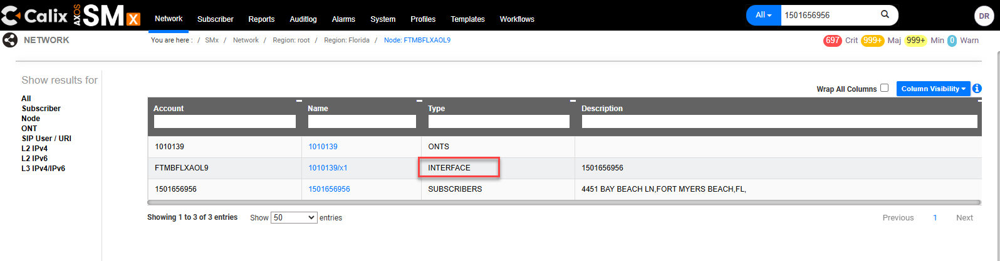 Calix AXOS SMx Network Subscriber Reports Auditlog Alarms System Profiles Templates Workflows All 1501656956 DR
NETWORK You are here : / SMx / Network / Region: root / Region: Florida / Node: FTMBFLXAOL9 697 Crit 999+ Maj 999+ Min 0 Warn
Show results for
All
Subscriber
Node
ONT
SIP User / URI
L2 IPv4
L2 IPv6
L3 IPv4/IPv6
Wrap All Columns Column Visibility
Account Name Type Description
1010139 1010139 ONTS
FTMBFLXAOL9 1010139/x1 INTERFACE 1501656956
1501656956 1501656956 SUBSCRIBERS 4451 BAY BEACH LN,FORT MYERS BEACH,FL,
Showing 1 to 3 of 3 entries Show 50 entries Previous 1 Next